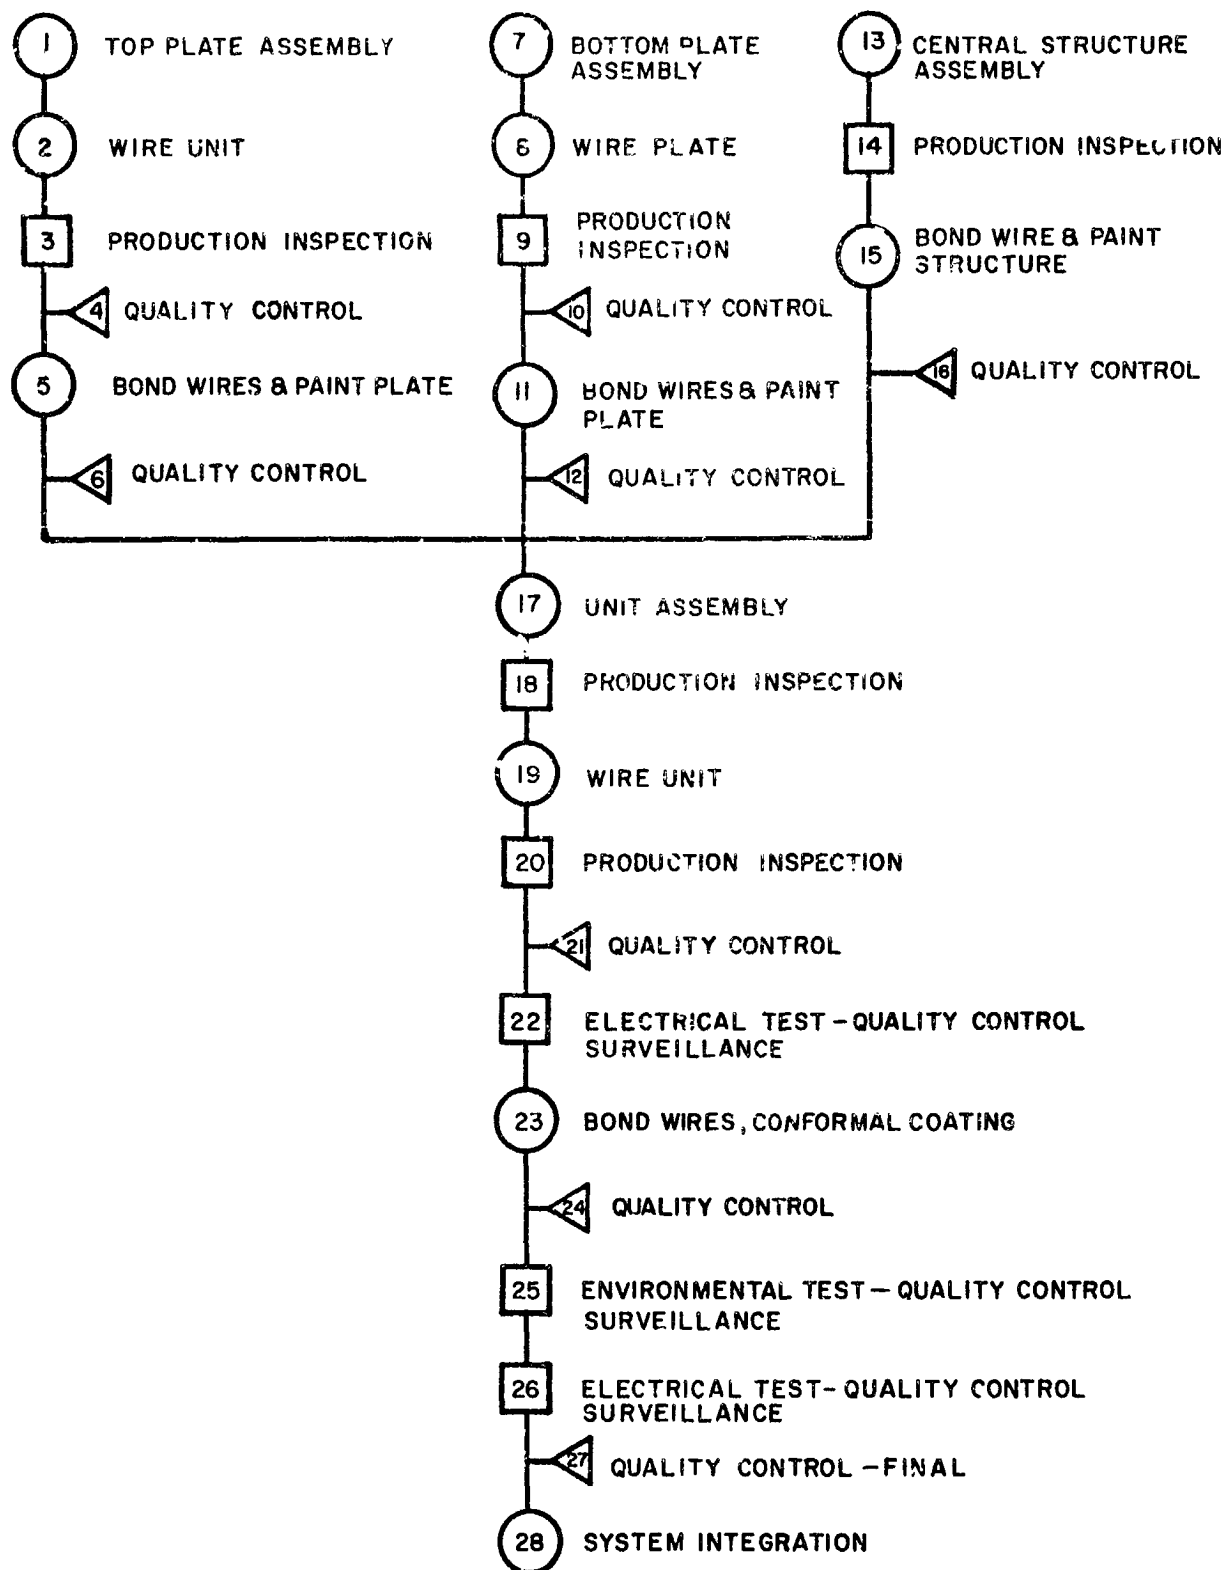 1 TOP PLATE ASSEMBLY
2 WIRE UNIT
3 PRODUCTION INSPECTION
4 QUALITY CONTROL
5 BOND WIRES & PAINT PLATE
6 QUALITY CONTROL
7 BOTTOM PLATE
ASSEMBLY
8 WIRE PLATE
9 PRODUCTION
INSPECTION
10 QUALITY CONTROL
11 BOND WIRES & PAINT
PLATE
12 QUALITY CONTROL
13 CENTRAL STRUCTURE
ASSEMBLY
14 PRODUCTION INSPECTION
15 BOND WIRE & PAINT
STRUCTURE
16 QUALITY CONTROL
17 UNIT ASSEMBLY
18 PRODUCTION INSPECTION
19 WIRE UNIT
20 PRODUCTION INSPECTION
21 QUALITY CONTROL
22 ELECTRICAL TEST - QUALITY CONTROL
SURVEILLANCE
23 BOND WIRES, CONFORMAL COATING
24 QUALITY CONTROL
25 ENVIRONMENTAL TEST - QUALITY CONTROL
SURVEILLANCE
26 ELECTRICAL TEST - QUALITY CONTROL
SURVEILLANCE
27 QUALITY CONTROL - FINAL
28 SYSTEM INTEGRATION